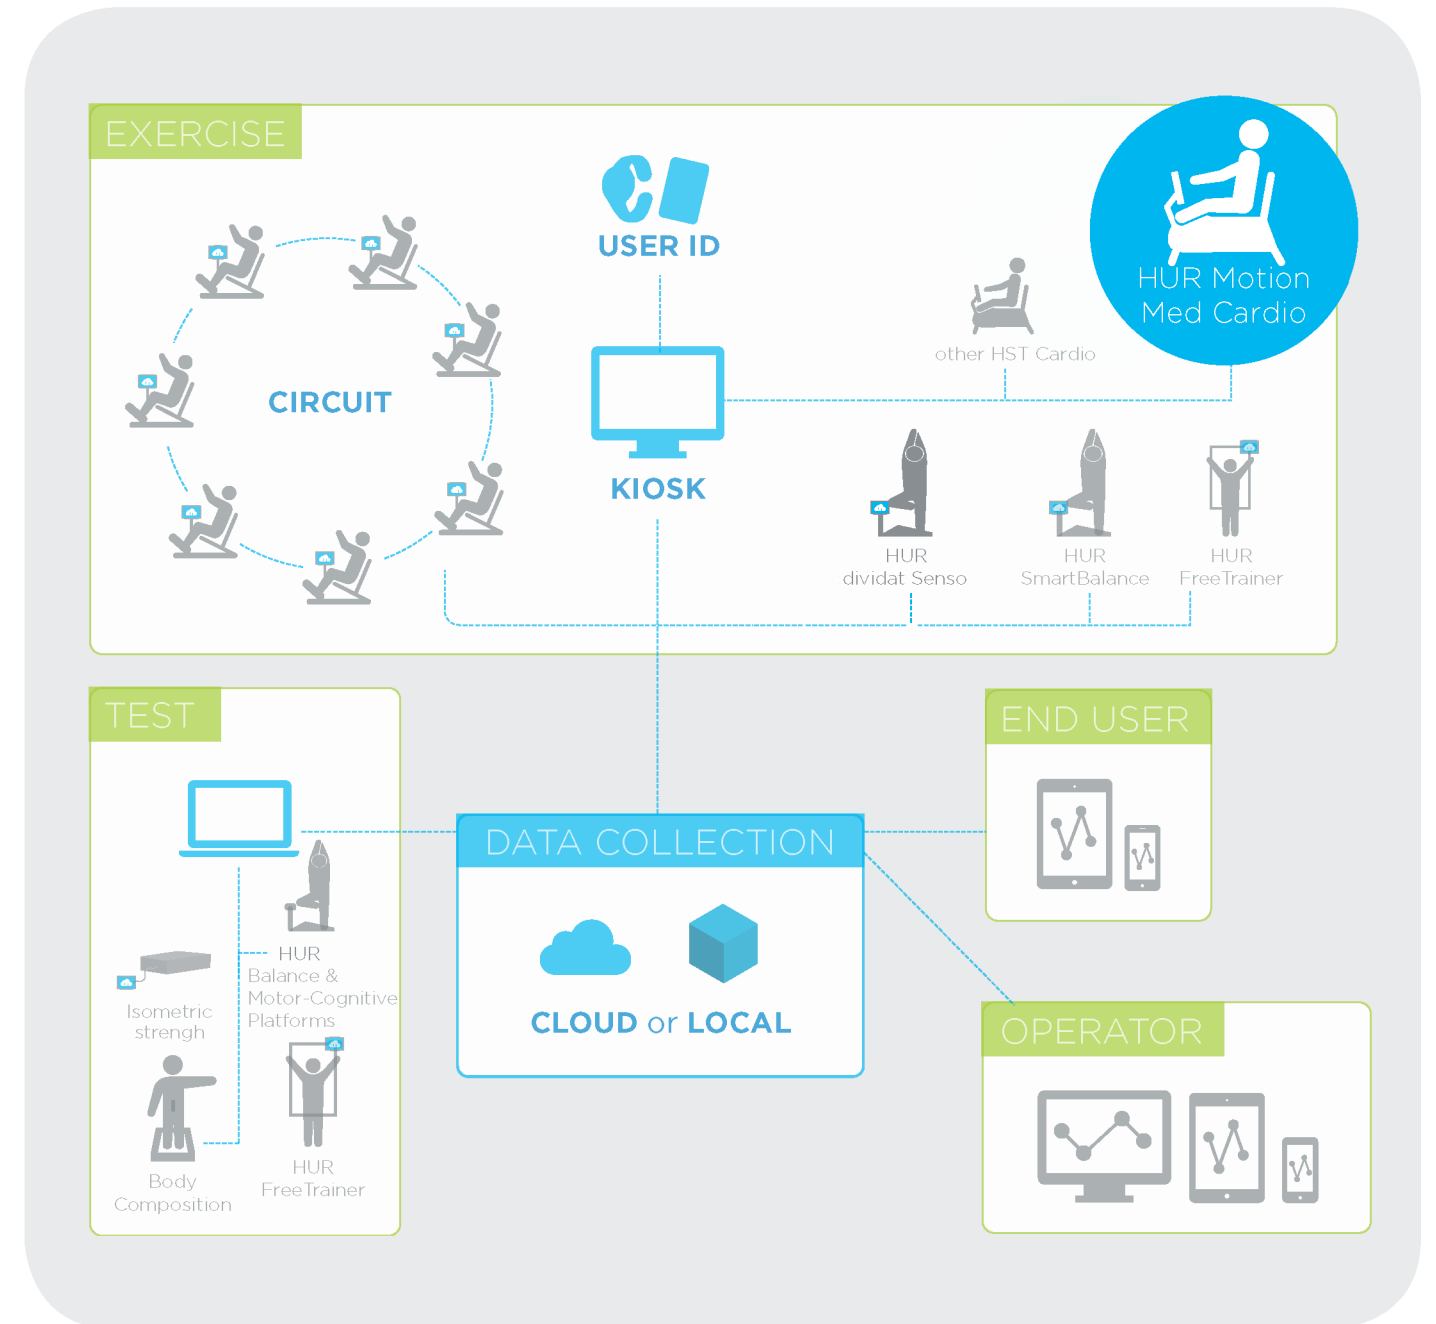 EXERCISE
USER ID
HUR Motion
Med Cardio
other HST Cardio
CIRCUIT
KIOSK
HUR
dividat Senso
HUR
SmartBalance
HUR
FreeTrainer
TEST
HUR
Balance &
Motor-Cognitive
Platforms
Isometric
strengh
Body
Composition
HUR
FreeTrainer
DATA COLLECTION
CLOUD or LOCAL
END USER
OPERATOR